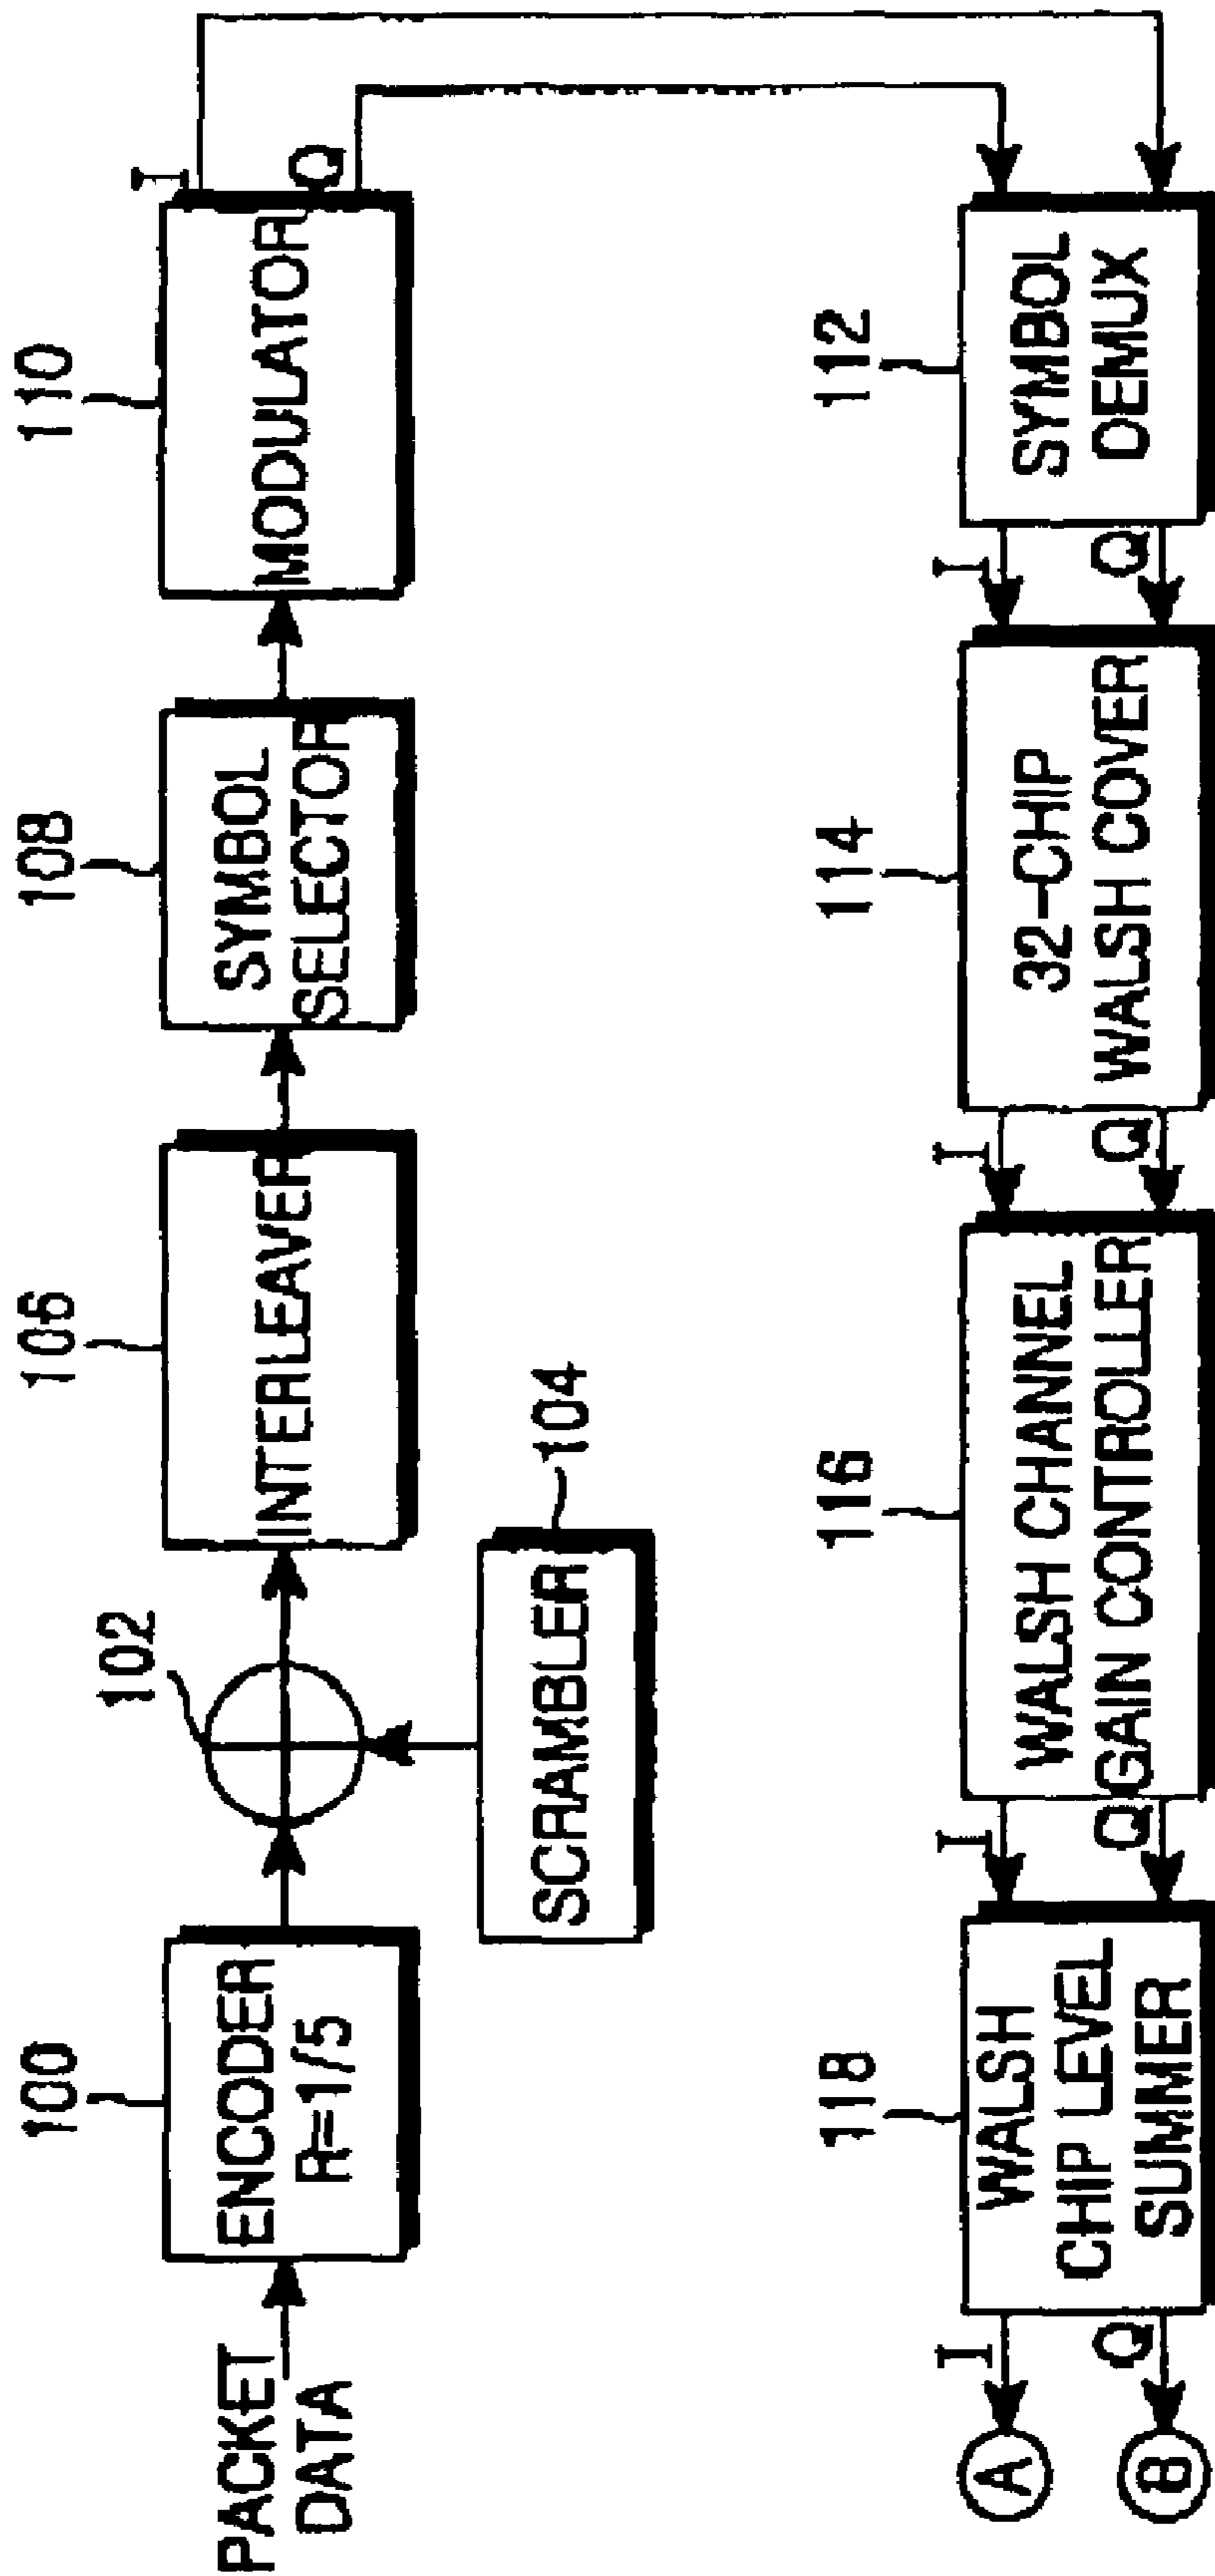 100
ENCODER
R=1/5
PACKET
DATA
102
SCRAMBLER
104
106
INTERLEAVER
108
SYMBOL
SELECTOR
110
MODULATOR
I
Q
112
SYMBOL
DEMUX
I
Q
114
32-CHIP
WALSH COVER
I
Q
116
WALSH CHANNEL
GAIN CONTROLLER
I
Q
118
WALSH
CHIP LEVEL
SUMMER
I
Q
A
B